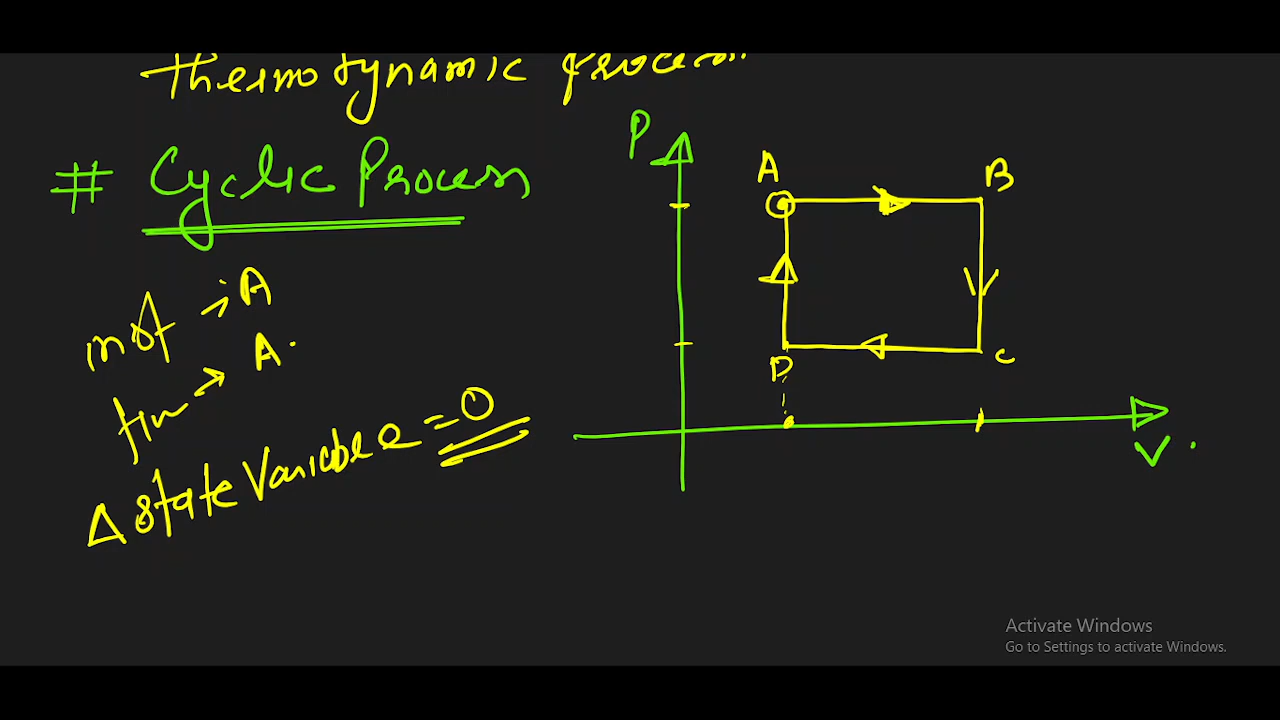 Thermodynamic Process
# Cyclic Process
P
A
B
init → A
fin → A.
D
C
Δ State Variable = 0
V
Activate Windows
Go to Settings to activate Windows.